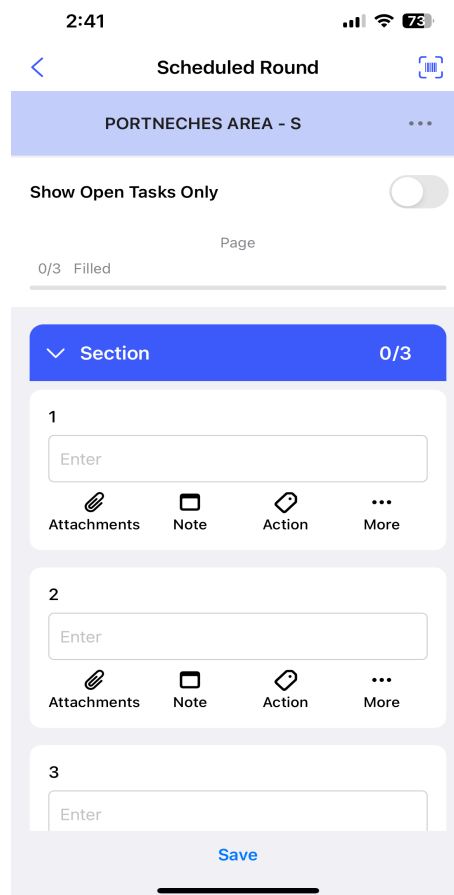 2:41 73
Scheduled Round
PORTNECHES AREA - S
Show Open Tasks Only
Page
0/3 Filled
Section 0/3
1
Enter
Attachments Note Action More
2
Enter
Attachments Note Action More
3
Enter
Save